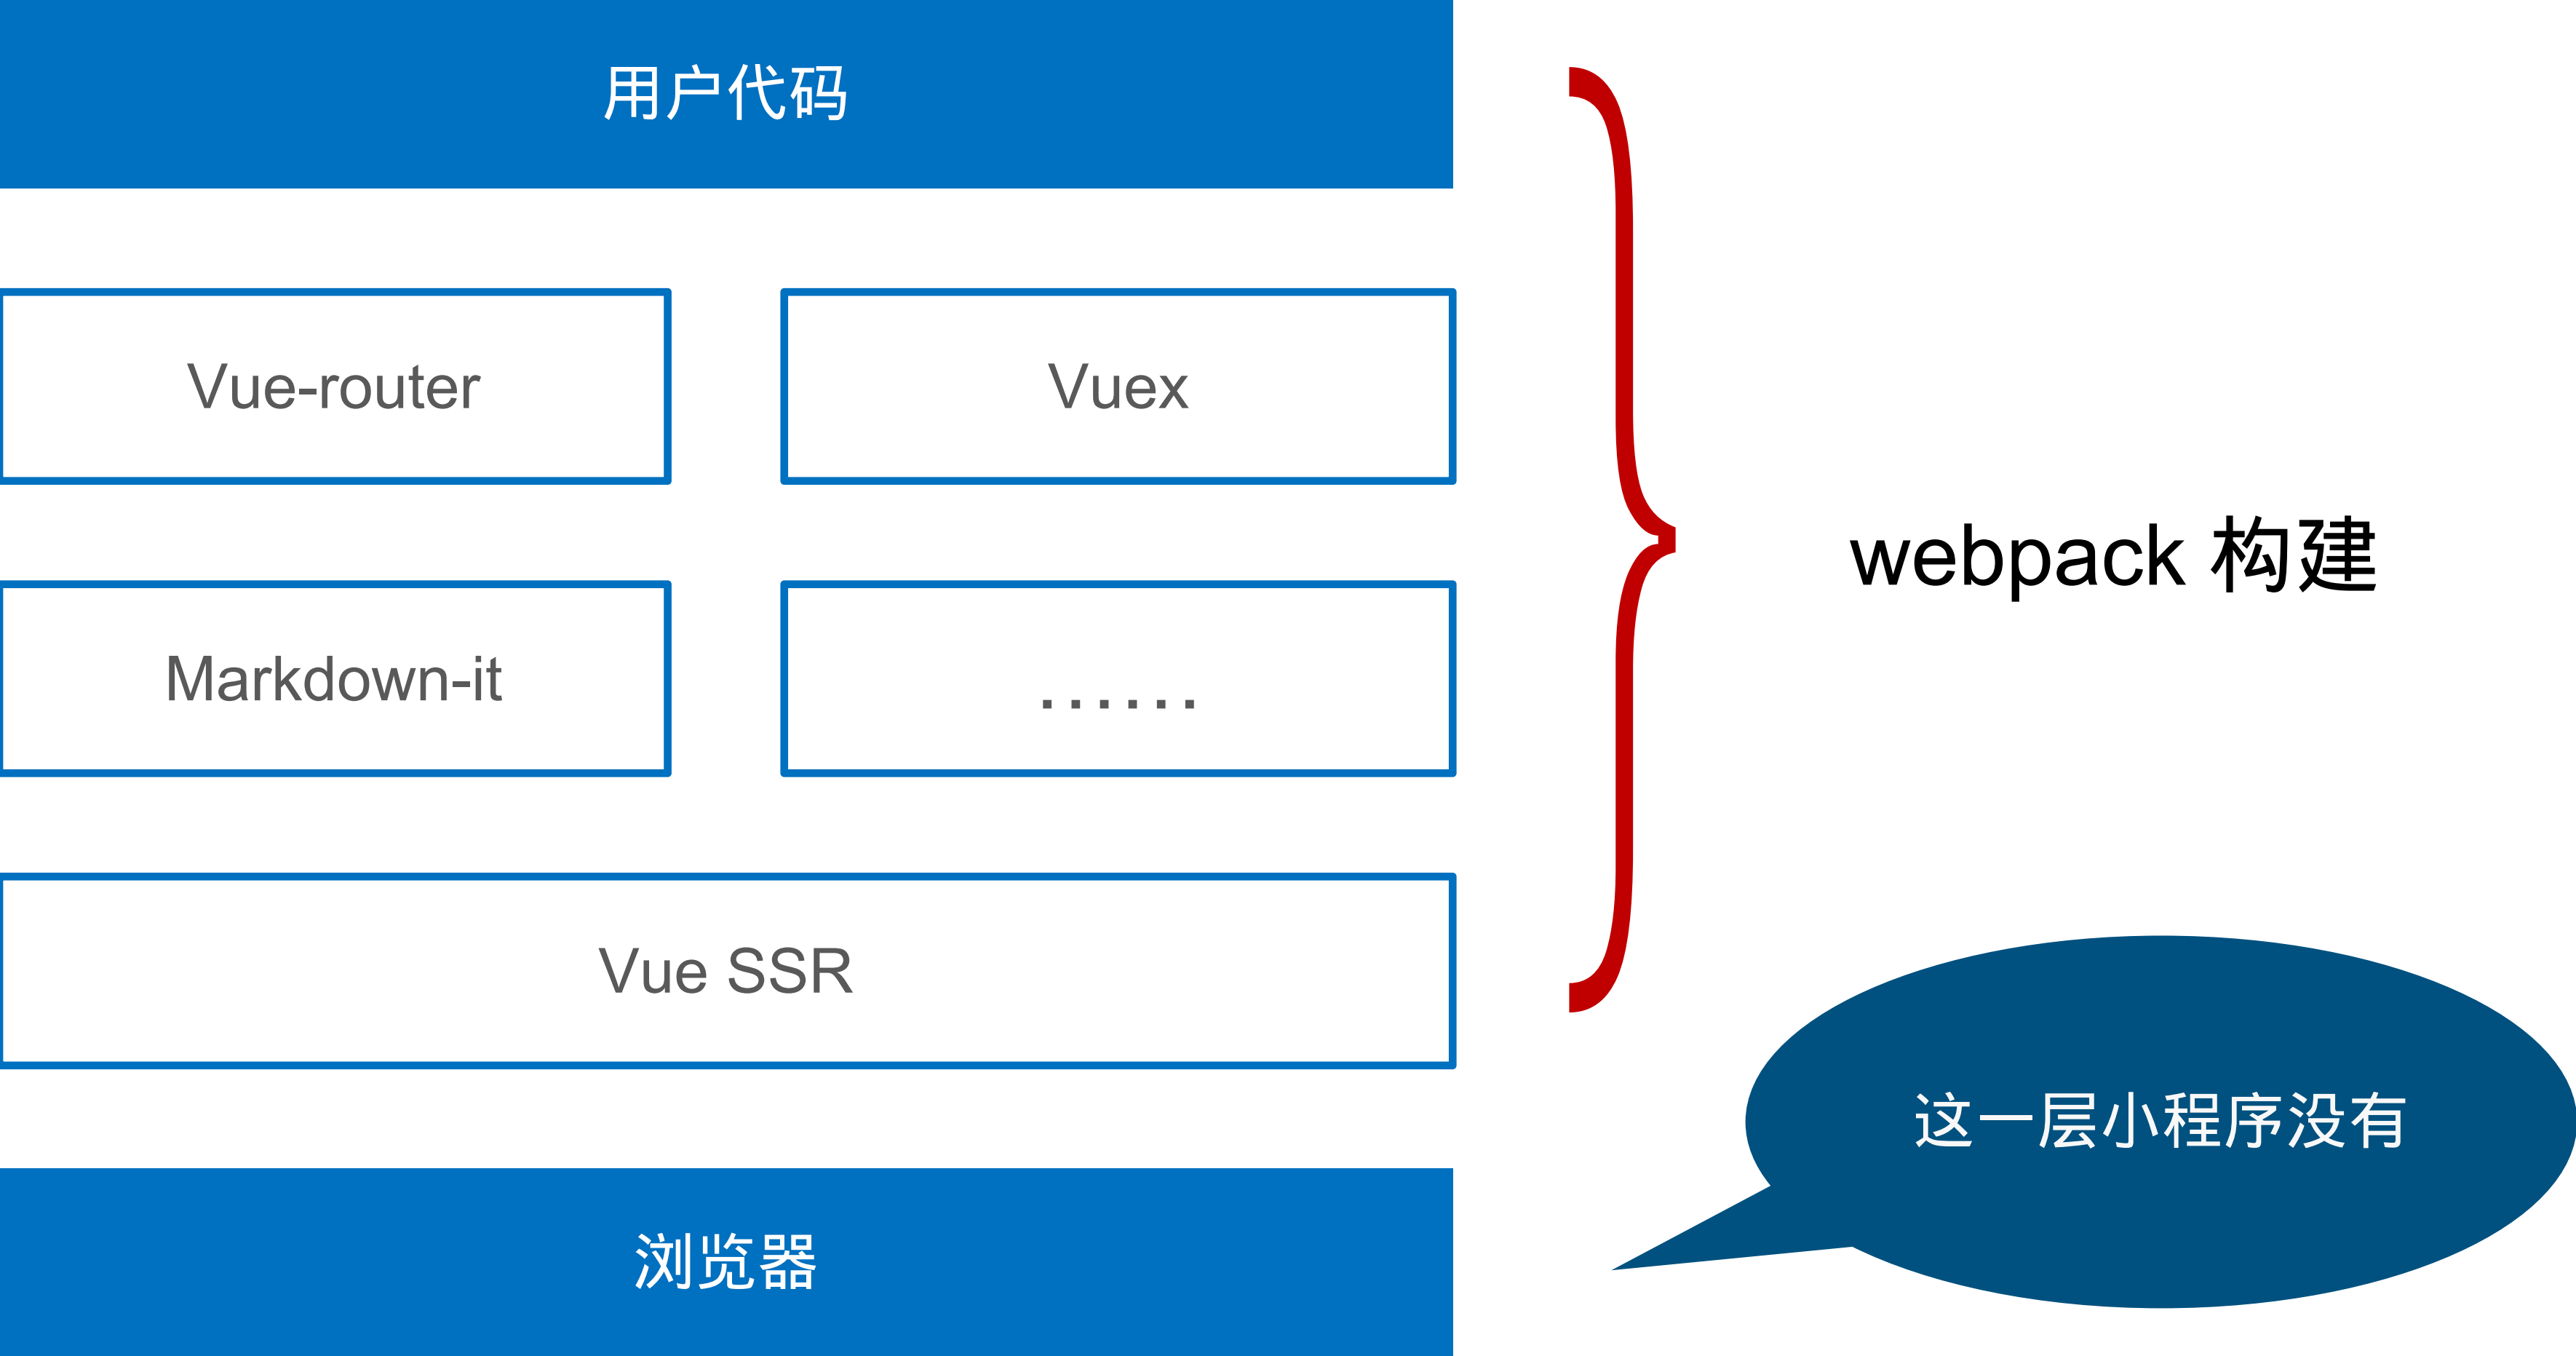 用户代码
Vue-router
Vuex
webpack 构建
Markdown-it
……
Vue SSR
这一层小程序没有
浏览器